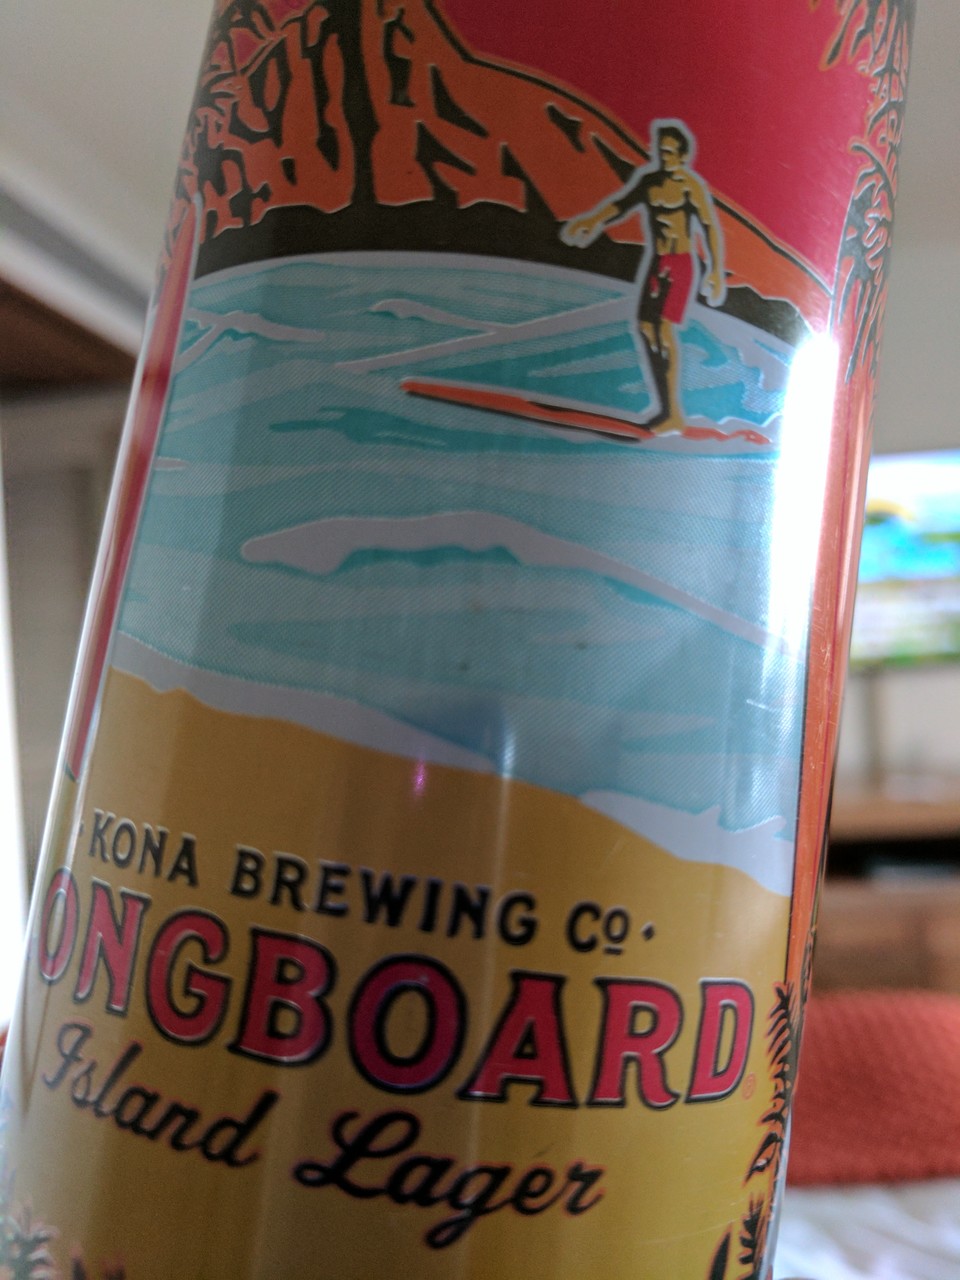 · KONA BREWING Co. ·
ONGBOARD®
Island Lager